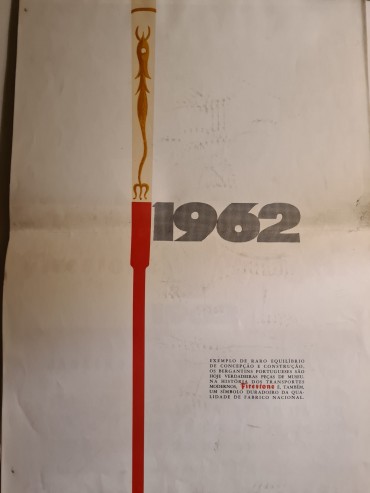 1962
EXEMPLO DE RARO EQUILÍBRIO
DE CONCEPÇÃO E CONSTRUÇÃO,
OS BERGANTINS PORTUGUESES SÃO
HOJE VERDADEIRAS PEÇAS DE MUSEU.
NA HISTÓRIA DOS TRANSPORTES
MODERNOS, Firestone É, TAMBÉM,
UM SÍMBOLO DURADOIRO DA QUA-
LIDADE DE FABRICO NACIONAL.